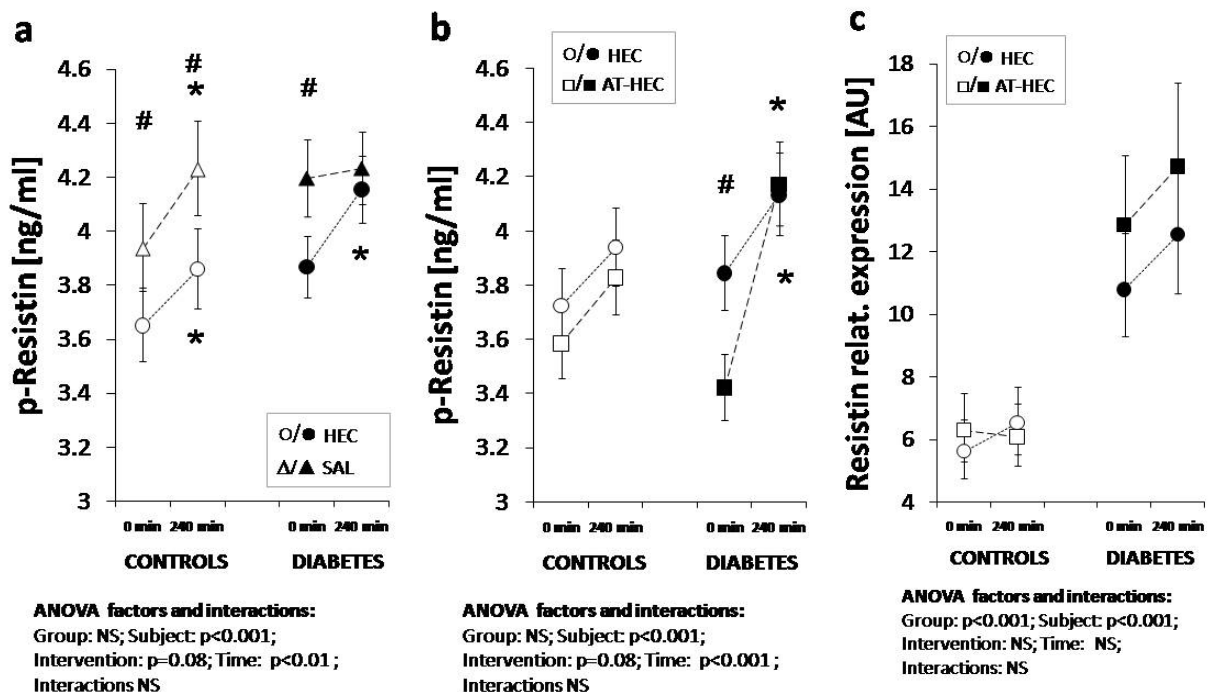 a
p-Resistin [ng/ml]
4.6
4.4
4.2
4
3.8
3.6
3.4
3.2
3
#
#
*
*
#
*
○/● HEC
△/▲ SAL
0 min 240 min 0 min 240 min
CONTROLS DIABETES
ANOVA factors and interactions:
Group: NS; Subject: p<0.001;
Intervention: p=0.08; Time: p<0.01 ;
Interactions NS
b
p-Resistin [ng/ml]
4.6
4.4
4.2
4
3.8
3.6
3.4
3.2
3
○/● HEC
□/■ AT-HEC
#
*
*
0 min 240 min 0 min 240 min
CONTROLS DIABETES
ANOVA factors and interactions:
Group: NS; Subject: p<0.001;
Intervention: p=0.08; Time: p<0.001 ;
Interactions NS
c
Resistin relat. expression [AU]
18
16
14
12
10
8
6
4
○/● HEC
□/■ AT-HEC
0 min 240 min 0 min 240 min
CONTROLS DIABETES
ANOVA factors and interactions:
Group: p<0.001; Subject: p<0.001;
Intervention: NS; Time: NS;
Interactions: NS